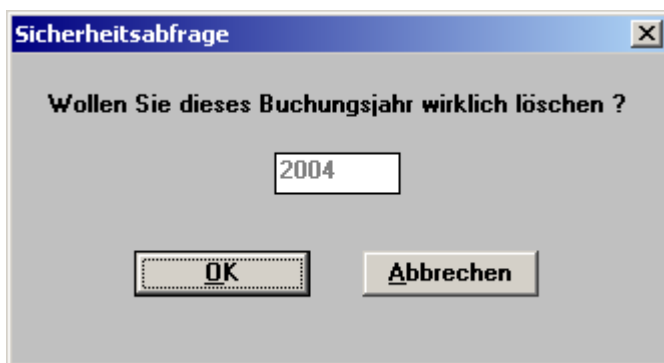 Sicherheitsabfrage
Wollen Sie dieses Buchungsjahr wirklich löschen ?
2004
OK
Abbrechen